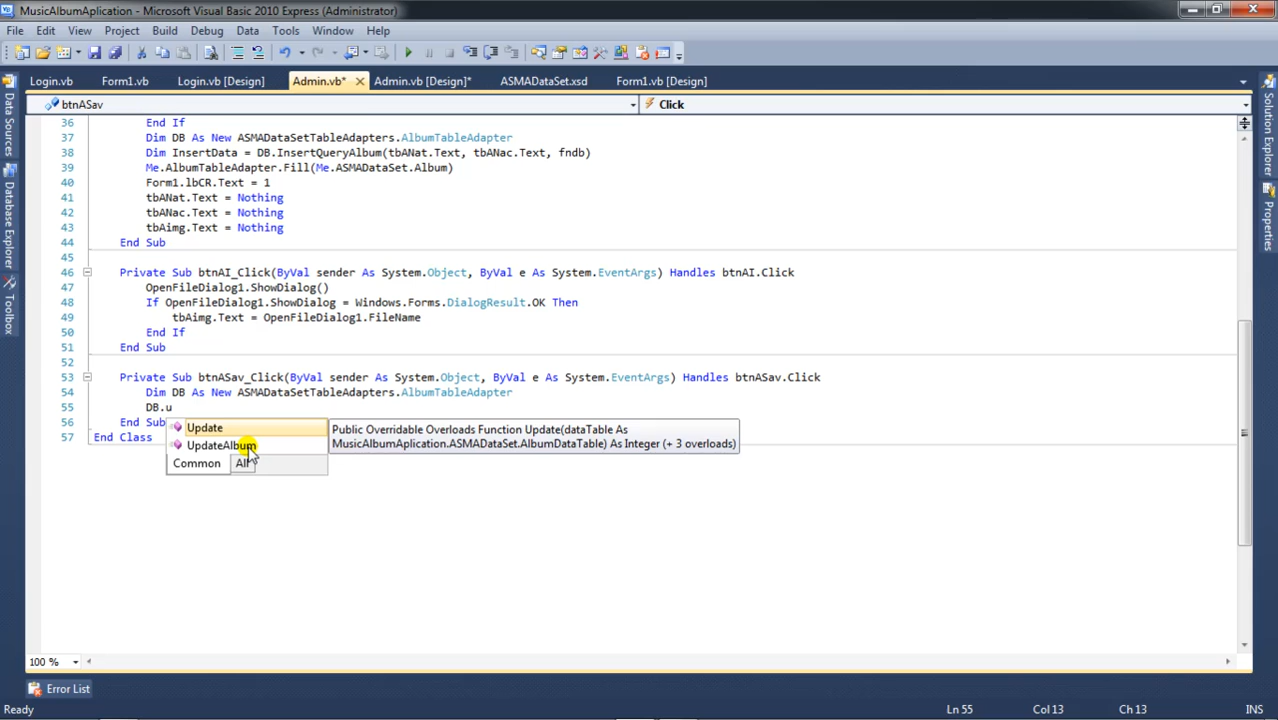 MusicAlbumAplication - Microsoft Visual Basic 2010 Express (Administrator)
File Edit View Project Build Debug Data Tools Window Help
Login.vb Form1.vb Login.vb [Design] Admin.vb* Admin.vb [Design]* ASMADataSet.xsd Form1.vb [Design]
btnASav Click
36 End If
37 Dim DB As New ASMADataSetTableAdapters.AlbumTableAdapter
38 Dim InsertData = DB.InsertQueryAlbum(tbANat.Text, tbANac.Text, fndb)
39 Me.AlbumTableAdapter.Fill(Me.ASMADataSet.Album)
40 Form1.lbCR.Text = 1
41 tbANat.Text = Nothing
42 tbANac.Text = Nothing
43 tbAimg.Text = Nothing
44 End Sub
45
46 Private Sub btnAI_Click(ByVal sender As System.Object, ByVal e As System.EventArgs) Handles btnAI.Click
47 OpenFileDialog1.ShowDialog()
48 If OpenFileDialog1.ShowDialog = Windows.Forms.DialogResult.OK Then
49 tbAimg.Text = OpenFileDialog1.FileName
50 End If
51 End Sub
52
53 Private Sub btnASav_Click(ByVal sender As System.Object, ByVal e As System.EventArgs) Handles btnASav.Click
54 Dim DB As New ASMADataSetTableAdapters.AlbumTableAdapter
55 DB.u
56 End Sub
57 End Class
Update
UpdateAlbum
Common All
Public Overridable Overloads Function Update(dataTable As
MusicAlbumAplication.ASMADataSet.AlbumDataTable) As Integer (+ 3 overloads)
Data Sources
Database Explorer
Toolbox
Solution Explorer
Properties
100 %
Error List
Ready Ln 55 Col 13 Ch 13 INS